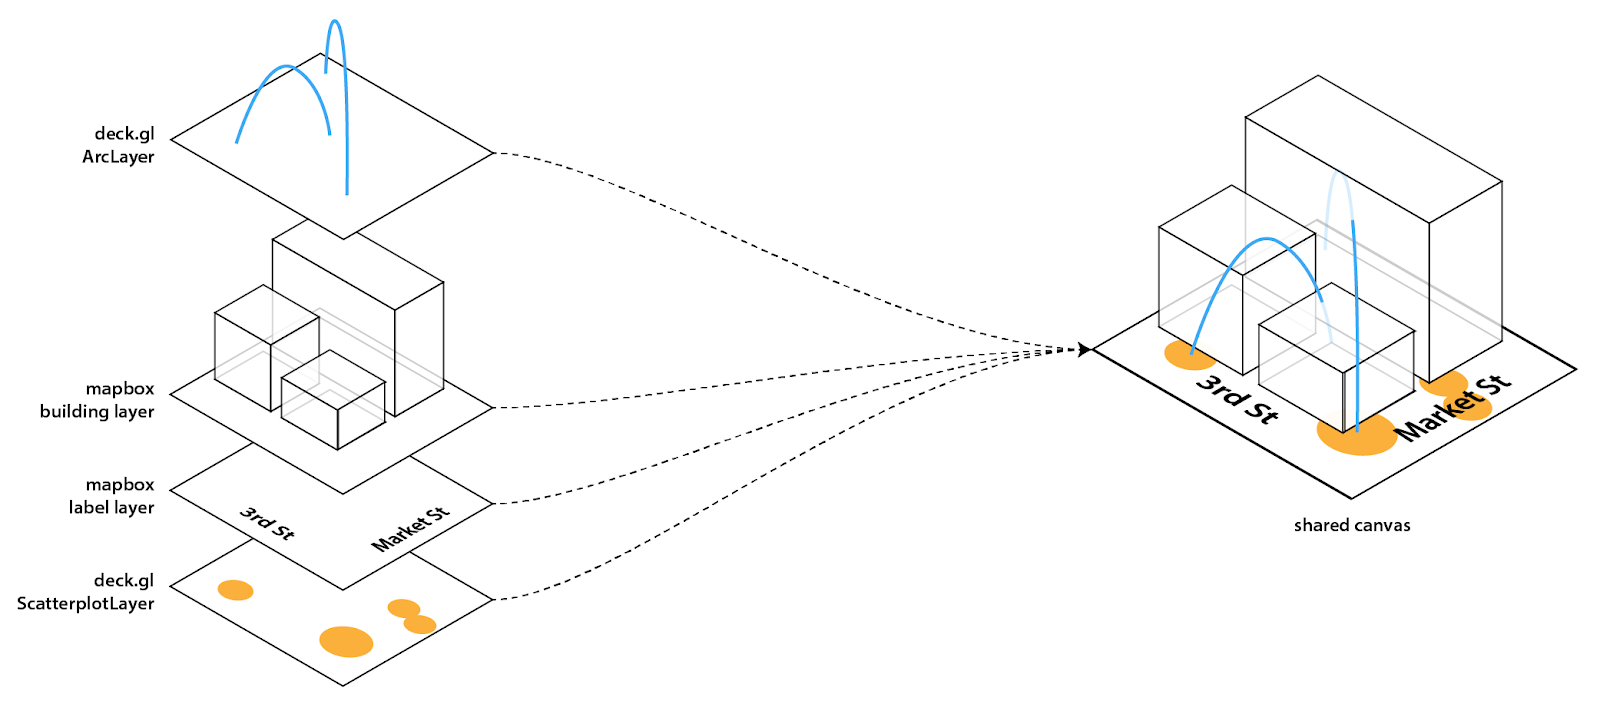 deck.gl
ArcLayer
mapbox
building layer
mapbox
label layer
3rd St
Market St
deck.gl
ScatterplotLayer
3rd St
Market St
shared canvas